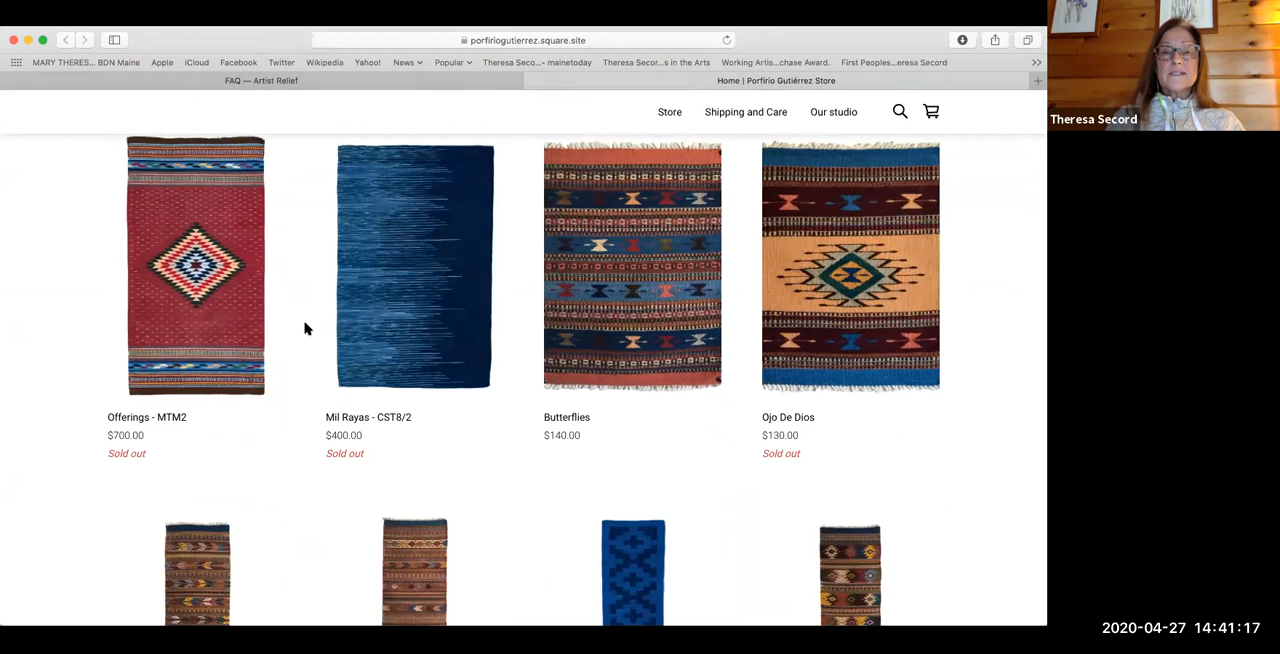 porfiriogutierrez.square.site
MARY THERES... BDN Maine Apple iCloud Facebook Twitter Wikipedia Yahoo! News Popular Theresa Seco...- mainetoday Theresa Secor...s in the Arts Working Artis...chase Award. First Peoples...eresa Secord
FAQ — Artist Relief Home | Porfirio Gutiérrez Store
Store Shipping and Care Our studio
Theresa Secord
Offerings - MTM2 Mil Rayas - CST8/2 Butterflies Ojo De Dios
$700.00 $400.00 $140.00 $130.00
Sold out Sold out Sold out
2020-04-27 14:41:17